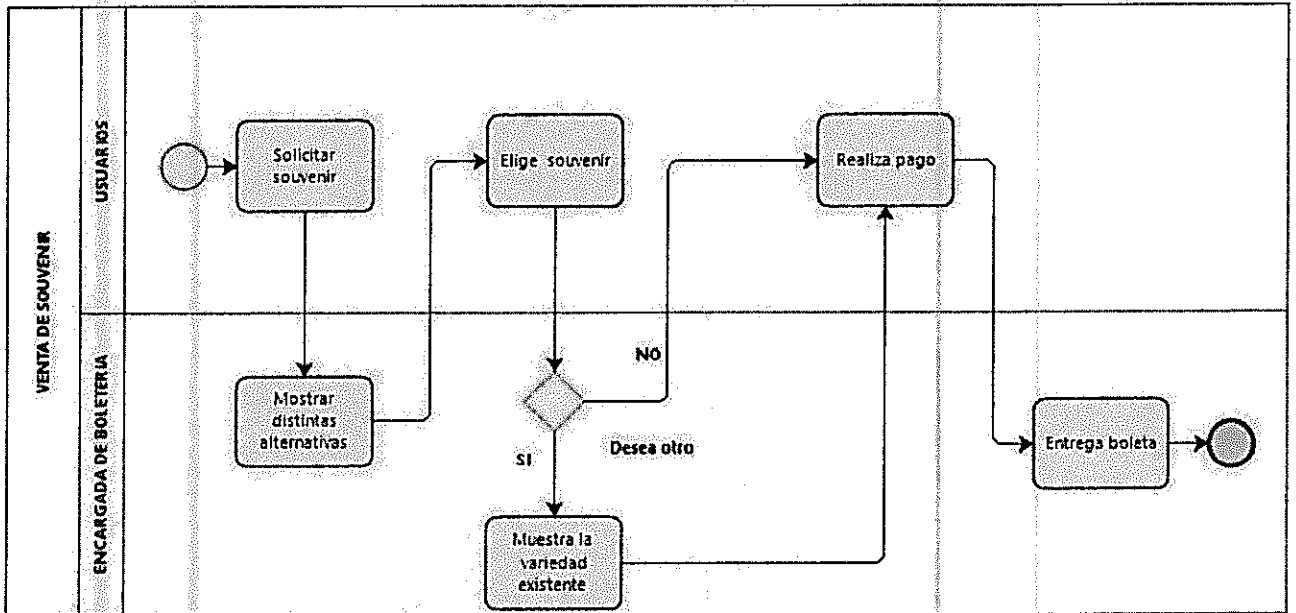 VENTA DE SOUVENIR
USUARIOS
Solicitar
souvenir
Elige souvenir
Realiza pago
ENCARGADA DE BOLETERIA
Mostrar
distintas
alternativas
NO
Desea otro
SI
Muestra la
variedad
existente
Entrega boleta